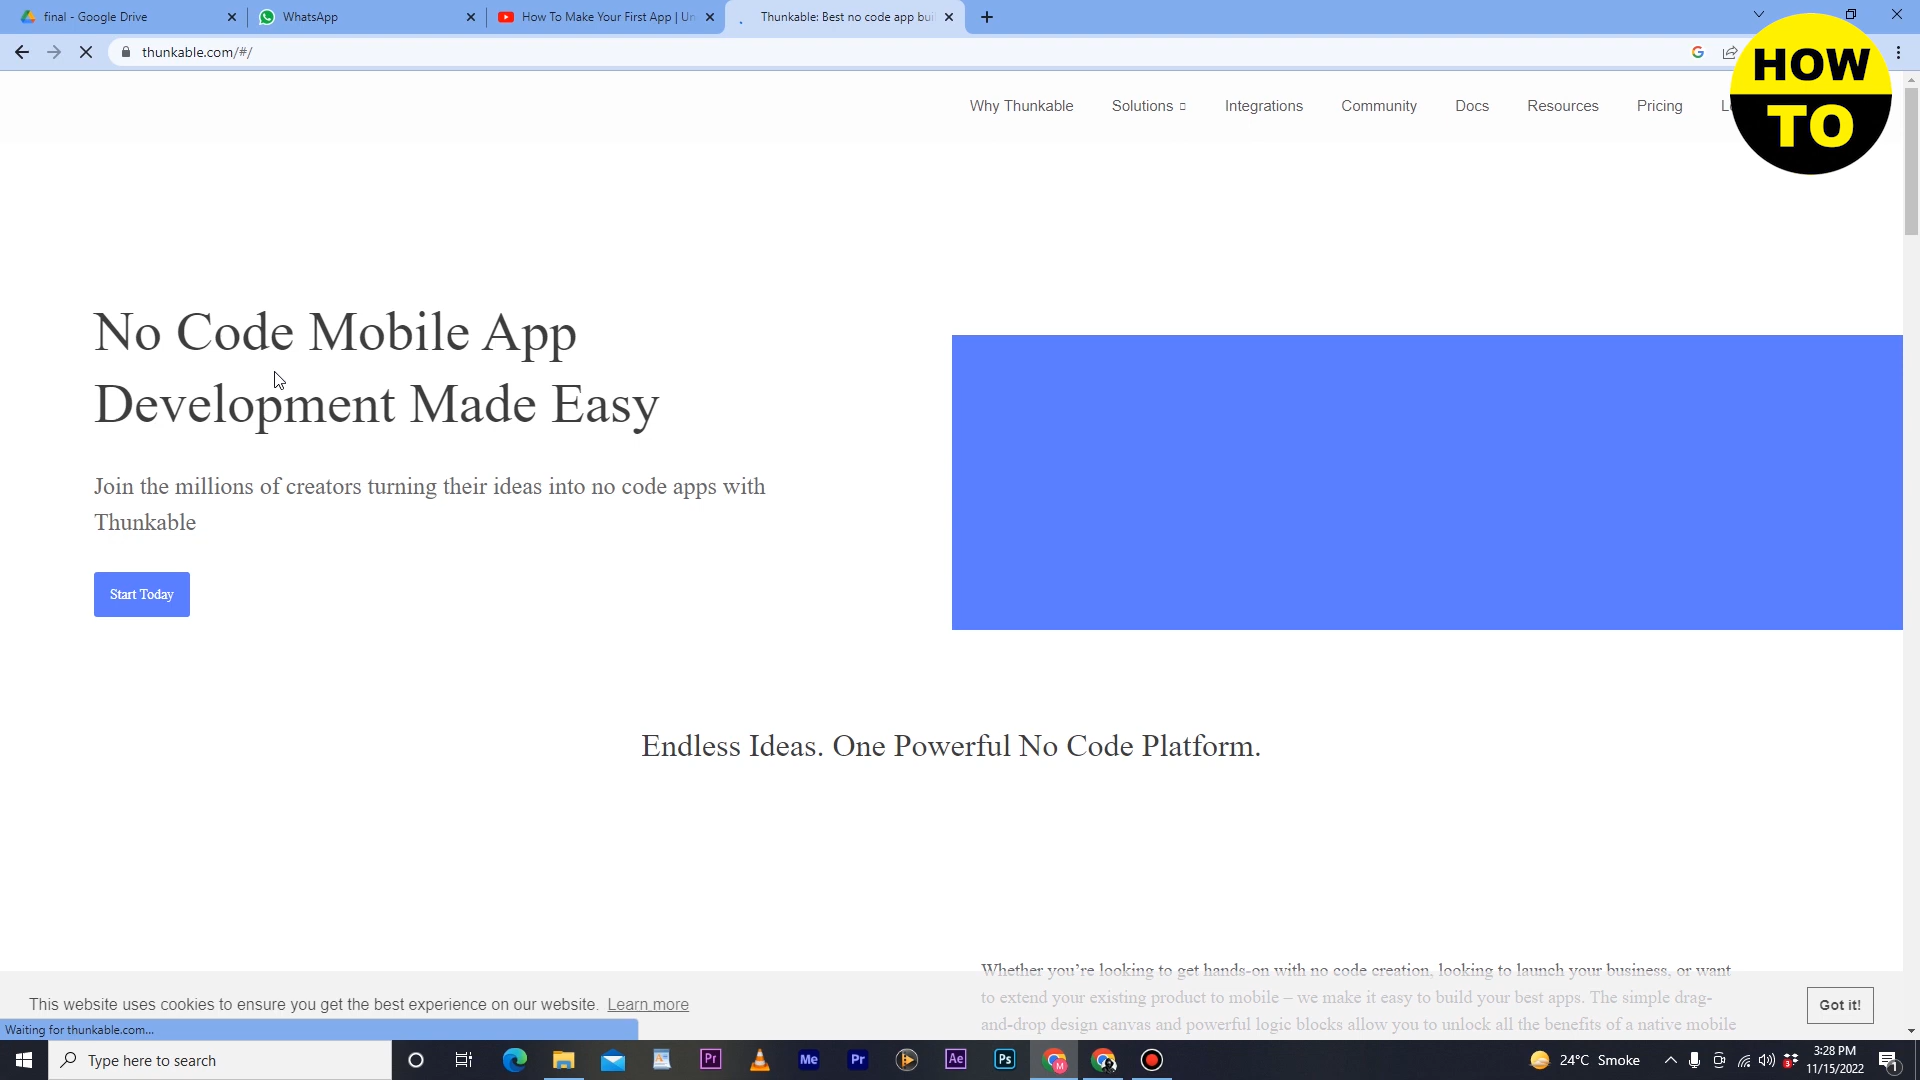 final - Google Drive
WhatsApp
How To Make Your First App | Un
Thunkable: Best no code app bui
thunkable.com/#/
HOW
TO
Why Thunkable Solutions Integrations Community Docs Resources Pricing
No Code Mobile App
Development Made Easy
Join the millions of creators turning their ideas into no code apps with
Thunkable
Start Today
Endless Ideas. One Powerful No Code Platform.
Whether you’re looking to get hands-on with no code creation, looking to launch your business, or want
to extend your existing product to mobile – we make it easy to build your best apps. The simple drag-
and-drop design canvas and powerful logic blocks allow you to unlock all the benefits of a native mobile
This website uses cookies to ensure you get the best experience on our website. Learn more
Got it!
Waiting for thunkable.com...
Type here to search
Pr
Me
Pr
Ae
Ps
M
24°C Smoke
3
3:28 PM
11/15/2022
1